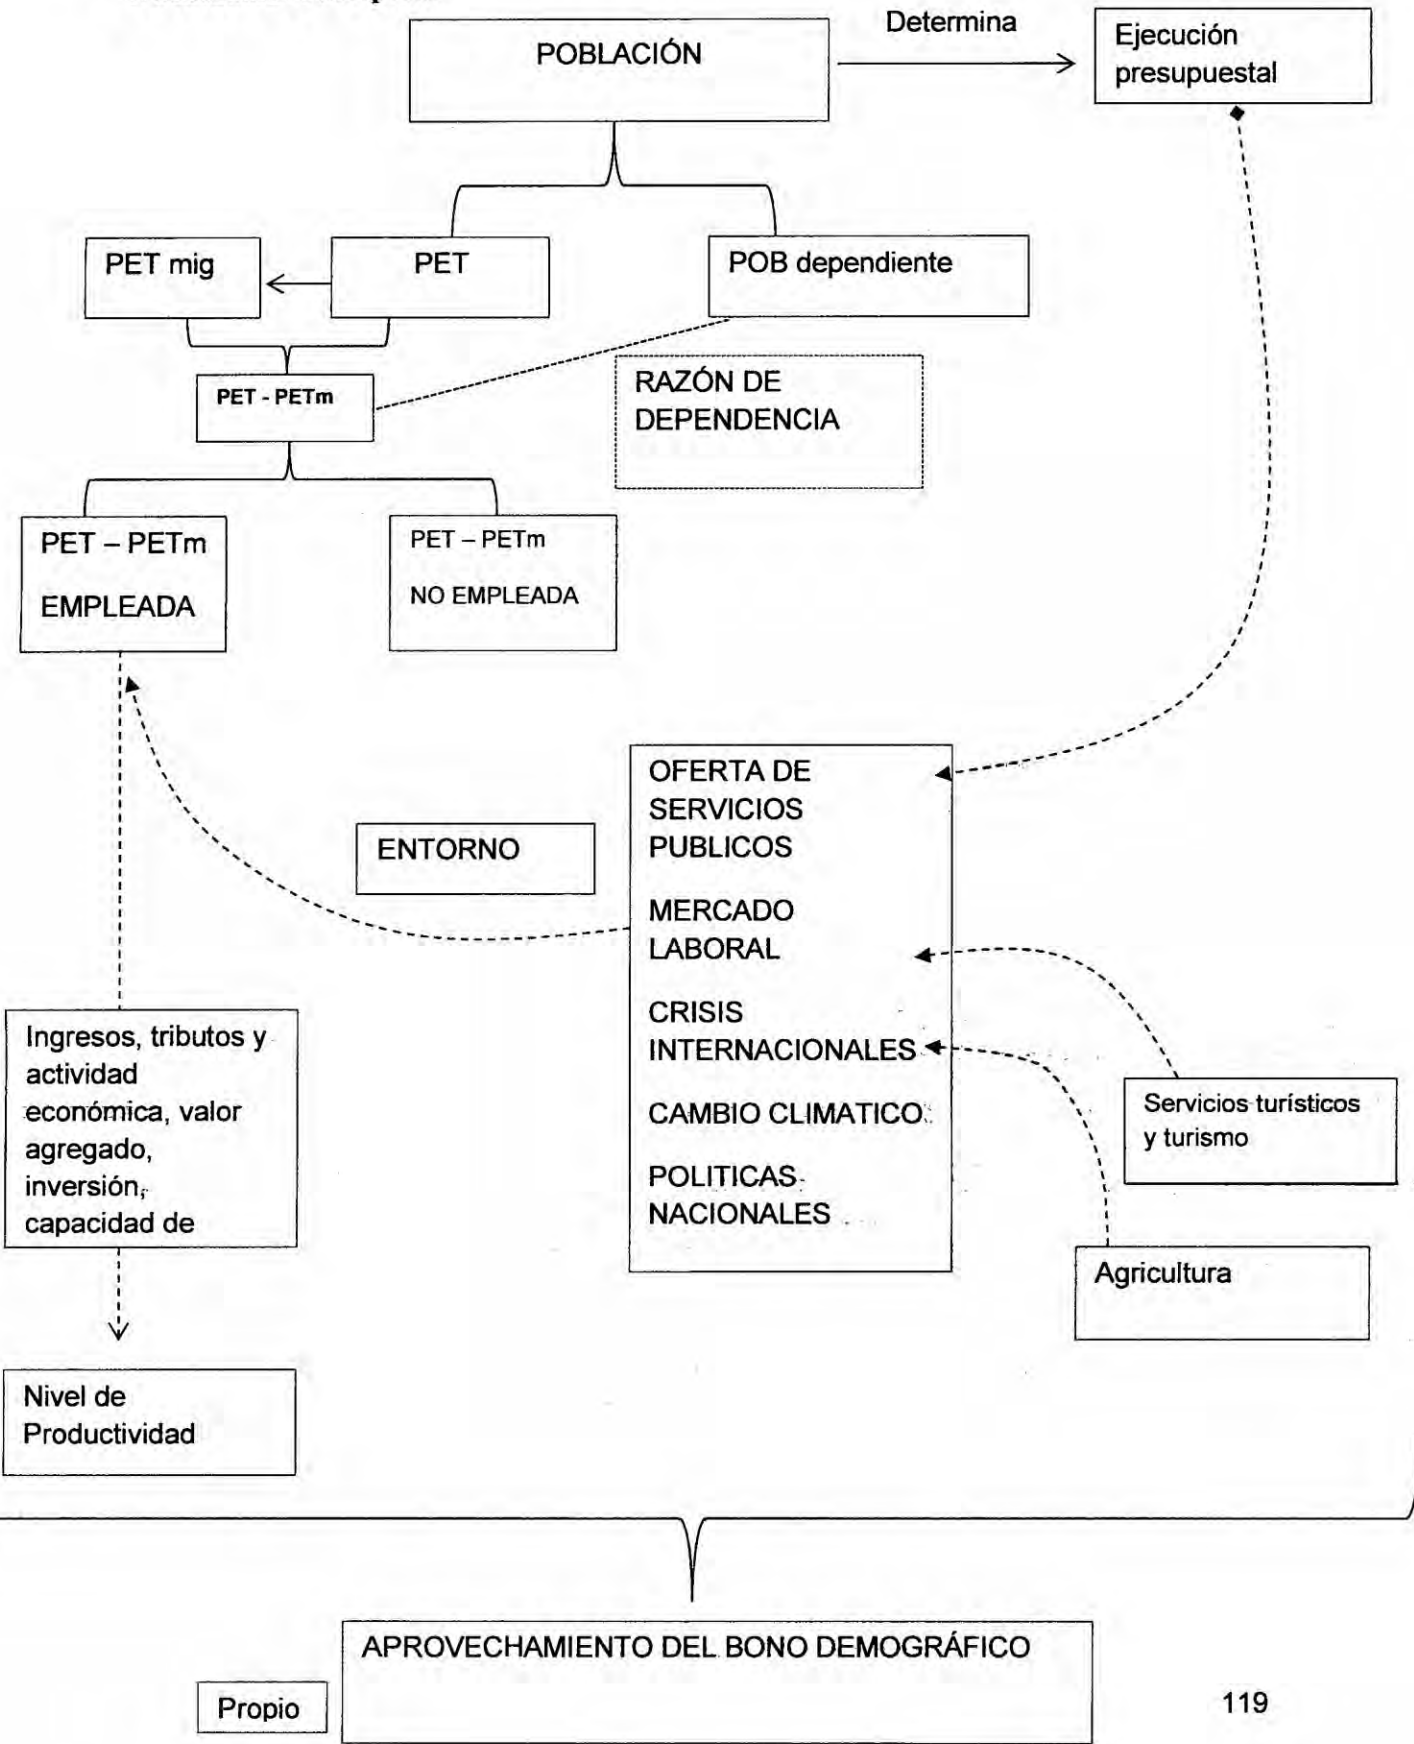 Determina
POBLACIÓN
Ejecución
presupuestal
PET mig
PET
POB dependiente
PET - PETm
RAZÓN DE
DEPENDENCIA
PET – PETm
EMPLEADA
PET – PETm
NO EMPLEADA
OFERTA DE
SERVICIOS
PUBLICOS
ENTORNO
MERCADO
LABORAL
CRISIS
INTERNACIONALES
CAMBIO CLIMATICO
POLITICAS
NACIONALES
Ingresos, tributos y
actividad
económica, valor
agregado,
inversión,
capacidad de
Servicios turísticos
y turismo
Agricultura
Nivel de
Productividad
APROVECHAMIENTO DEL BONO DEMOGRÁFICO
Propio
119